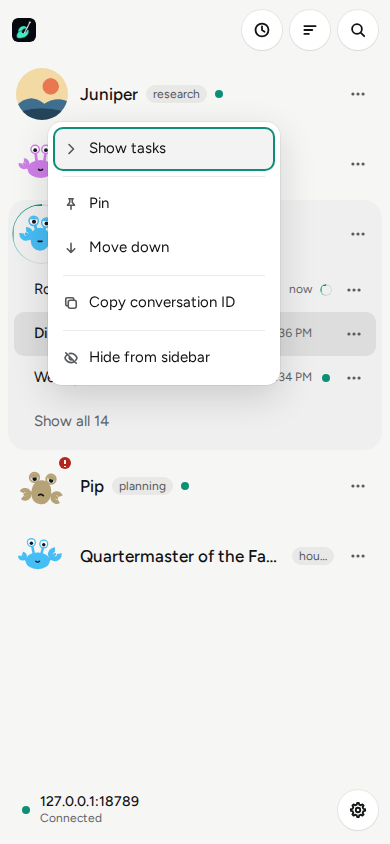 Juniper
research
Show tasks
Pin
Move down
now
Copy conversation ID
36 PM
Hide from sidebar
34 PM
Show all 14
Pip
planning
Quartermaster of the Fa...
hou...
127.0.0.1:18789
Connected